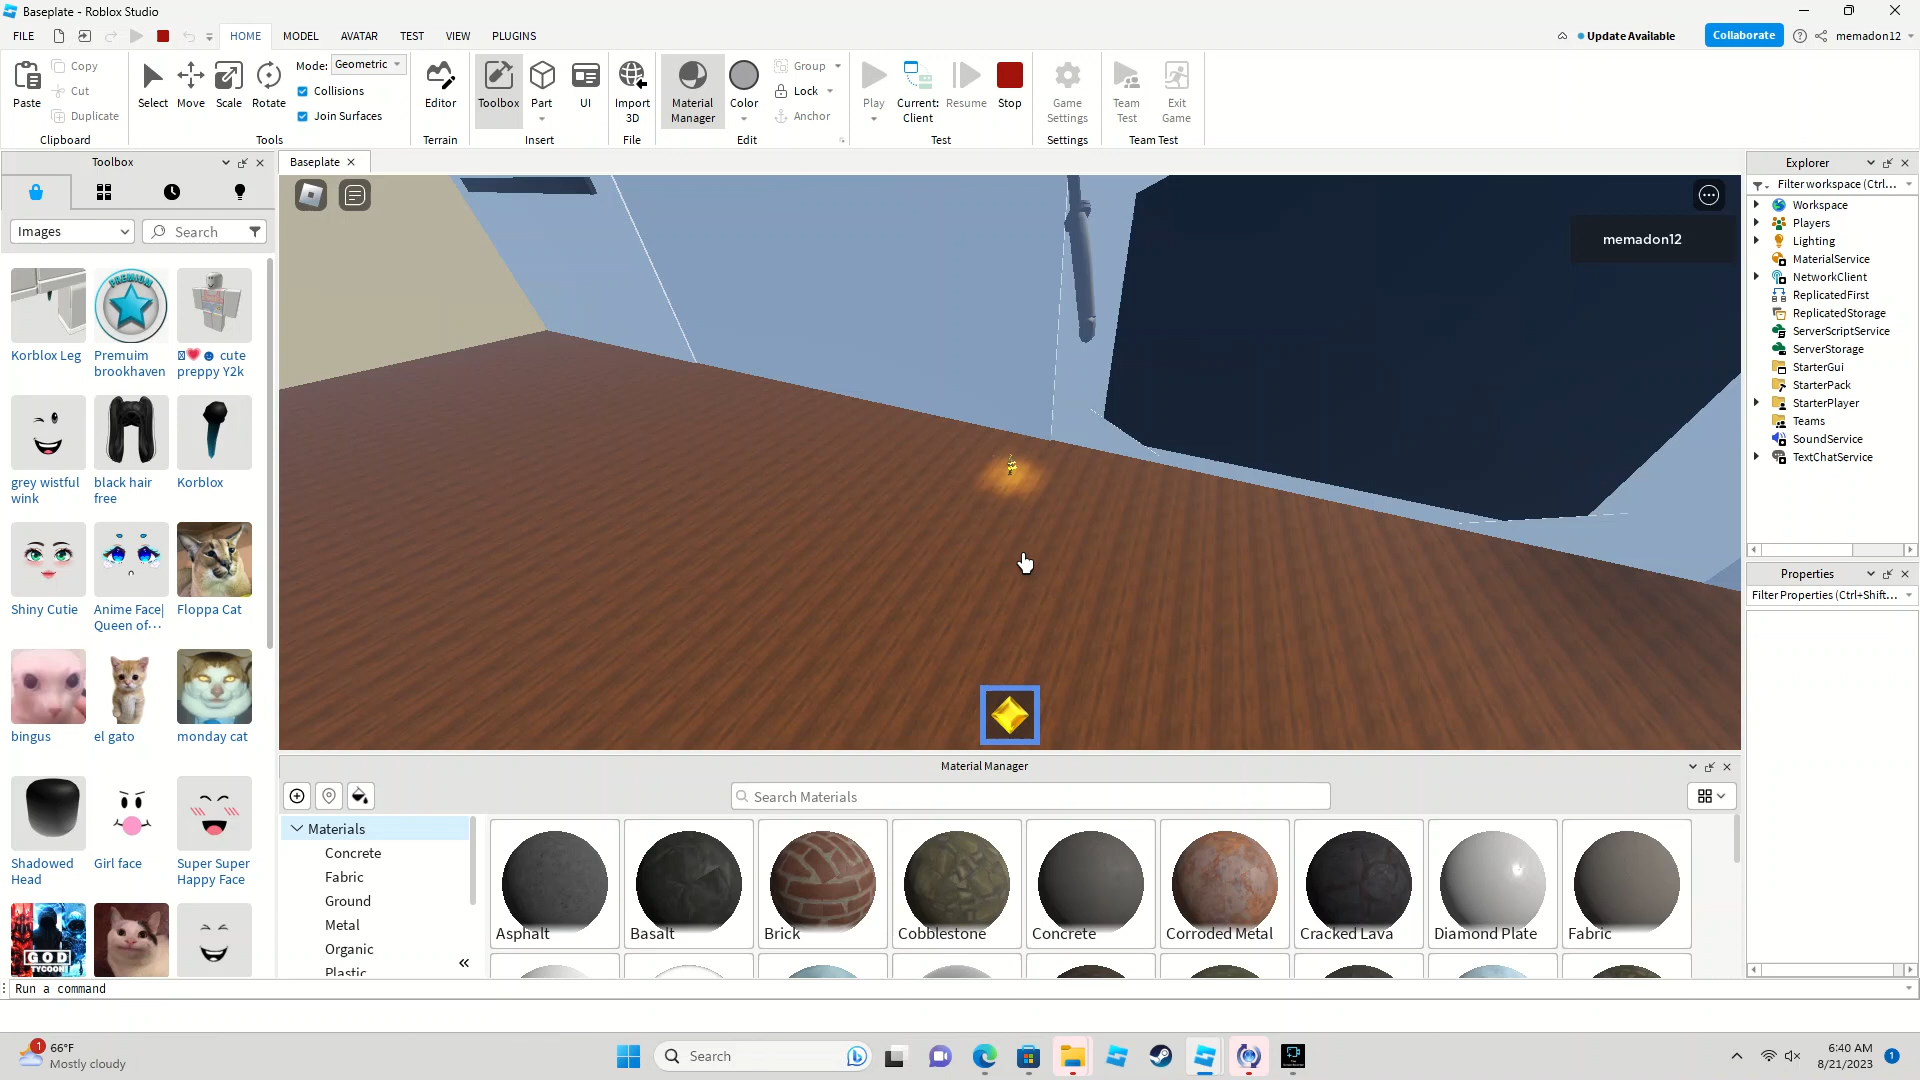 Baseplate - Roblox Studio
FILE
HOME
MODEL
AVATAR
TEST
VIEW
PLUGINS
Update Available
Collaborate
memadon12
Paste
Copy
Cut
Duplicate
Clipboard
Select
Move
Scale
Rotate
Mode:
Geometric
Collisions
Join Surfaces
Tools
Editor
Terrain
Toolbox
Part
UI
Insert
Import
3D
File
Material
Manager
Color
Group
Lock
Anchor
Edit
Play
Current:
Client
Resume
Stop
Test
Game
Settings
Settings
Team
Test
Exit
Game
Team Test
Toolbox
Images
Search
Korblox Leg
Premuim
brookhaven
cute
preppy Y2k
grey wistful
wink
black hair
free
Korblox
Shiny Cutie
Anime Face|
Queen of···
Floppa Cat
bingus
el gato
monday cat
Shadowed
Head
Girl face
Super Super
Happy Face
GOD
TYCOON
Baseplate
memadon12
Explorer
Filter workspace (Ctrl...
Workspace
Players
Lighting
MaterialService
NetworkClient
ReplicatedFirst
ReplicatedStorage
ServerScriptService
ServerStorage
StarterGui
StarterPack
StarterPlayer
Teams
SoundService
TextChatService
Properties
Filter Properties (Ctrl+Shift...
Material Manager
Search Materials
Materials
Concrete
Fabric
Ground
Metal
Organic
Plastic
Asphalt
Basalt
Brick
Cobblestone
Concrete
Corroded Metal
Cracked Lava
Diamond Plate
Fabric
Run a command
1
66°F
Mostly cloudy
Search
6:40 AM
8/21/2023
1